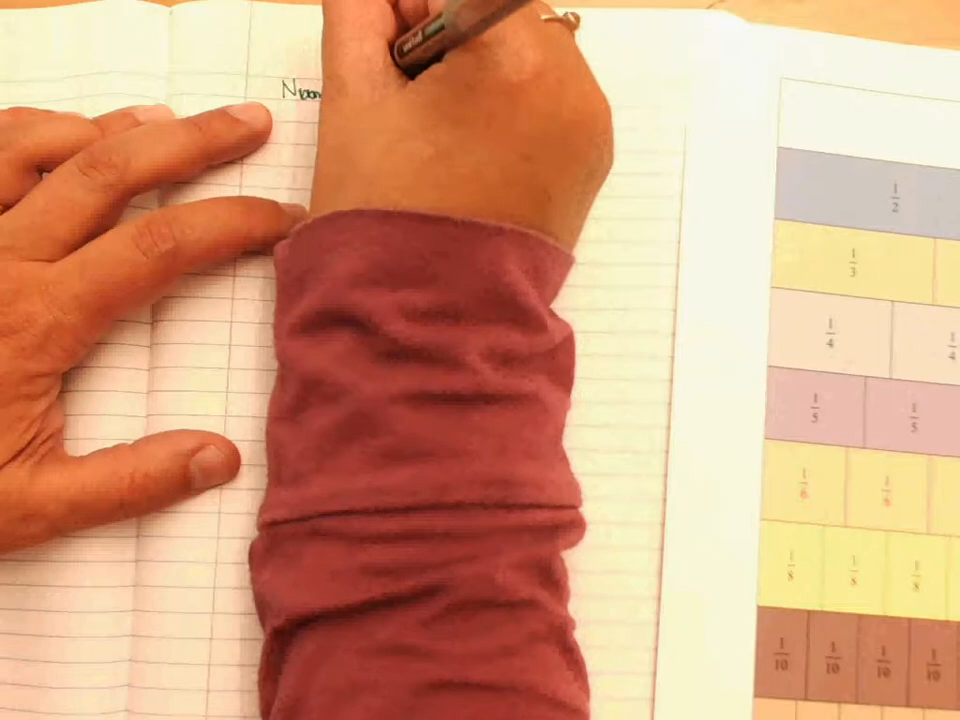 1/2
1/3
1/4 1/4
1/5 1/5
1/6 1/6
1/8 1/8 1/8
1/10 1/10 1/10 1/10